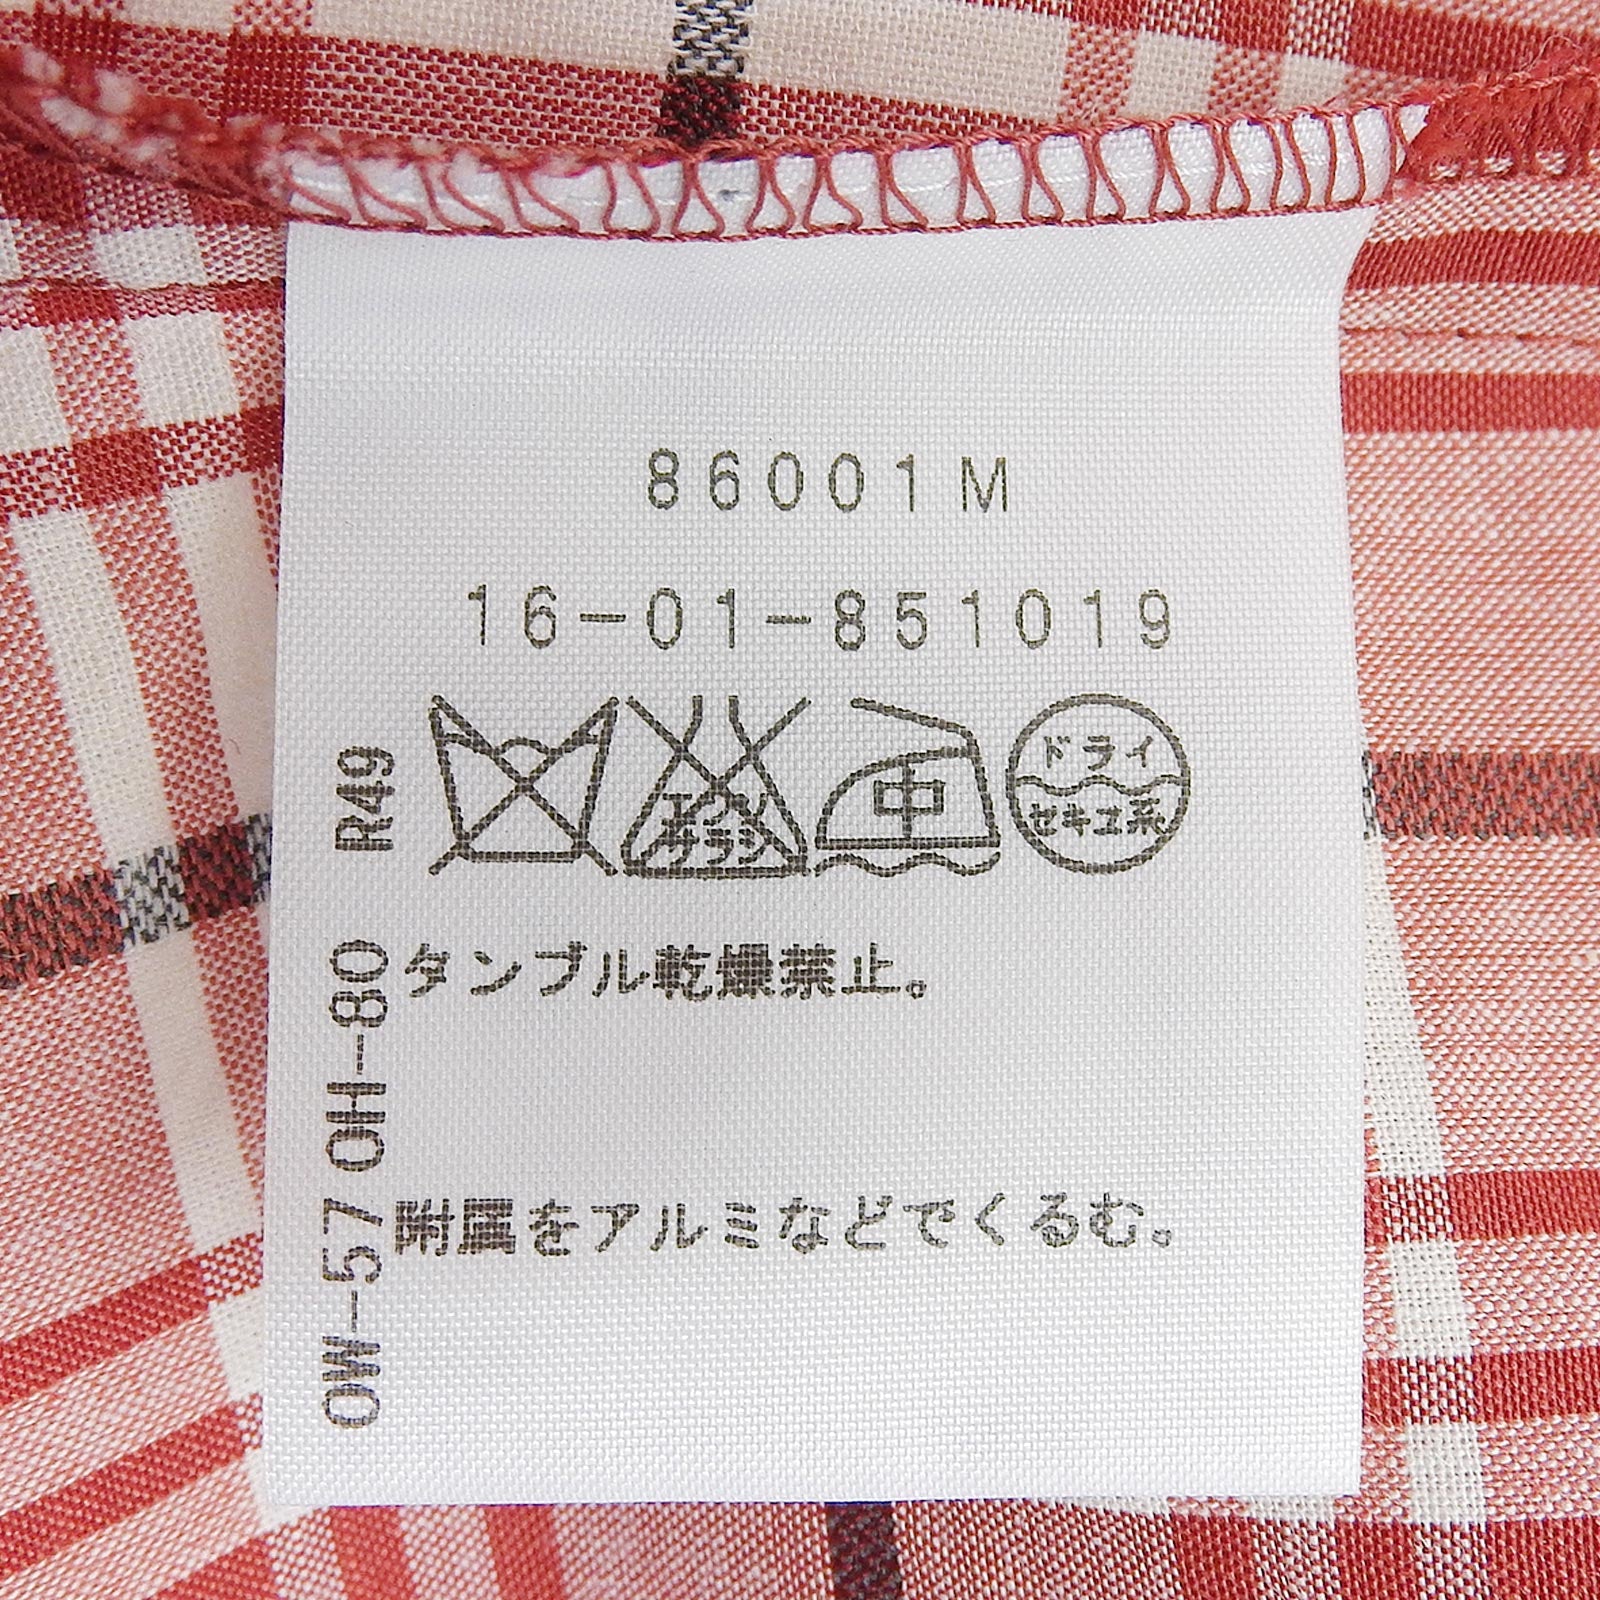 86001M
16-01-851019
エンソ
サラシ
中
ドライ
セキユ系
タンブル乾燥禁止。
附属をアルミなどでくるむ。
OW-57 OH-80 R49